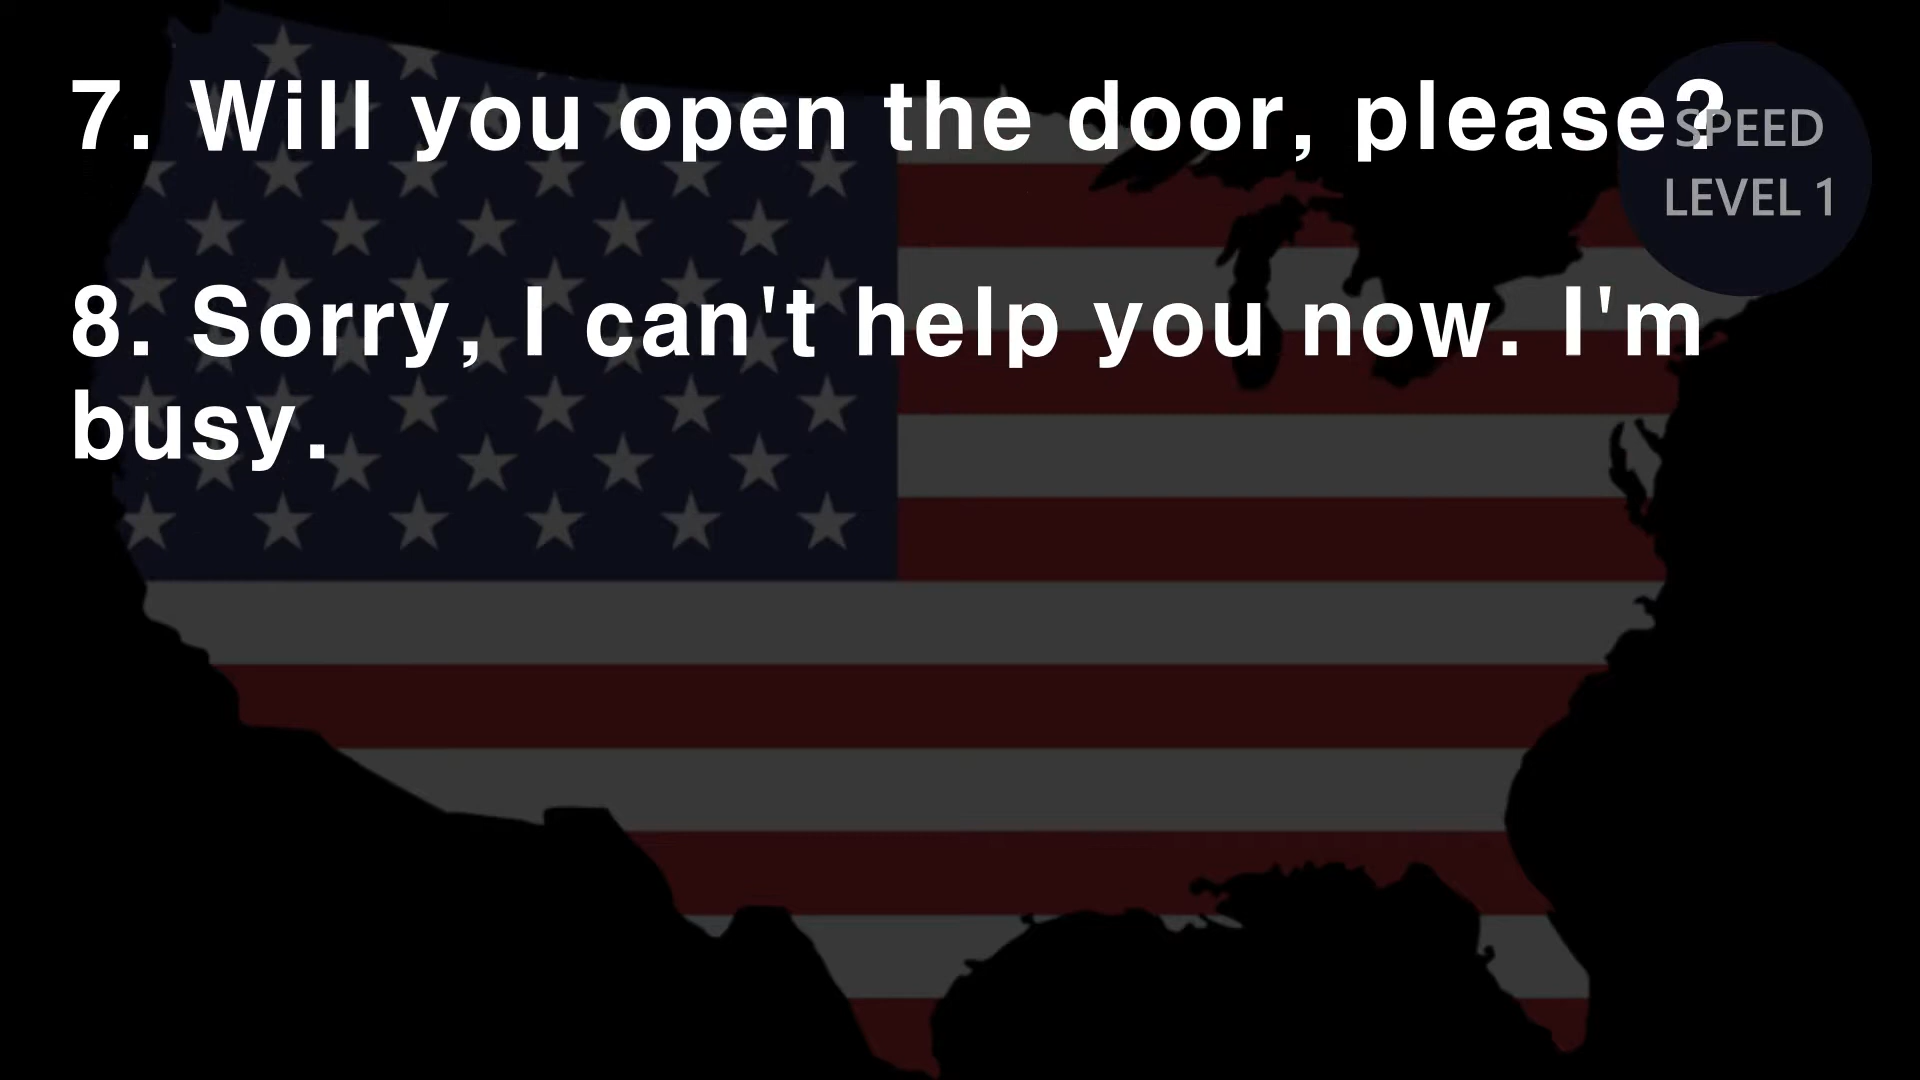 7. Will you open the door, please?
SPEED
LEVEL 1
8. Sorry, I can't help you now. I'm
busy.